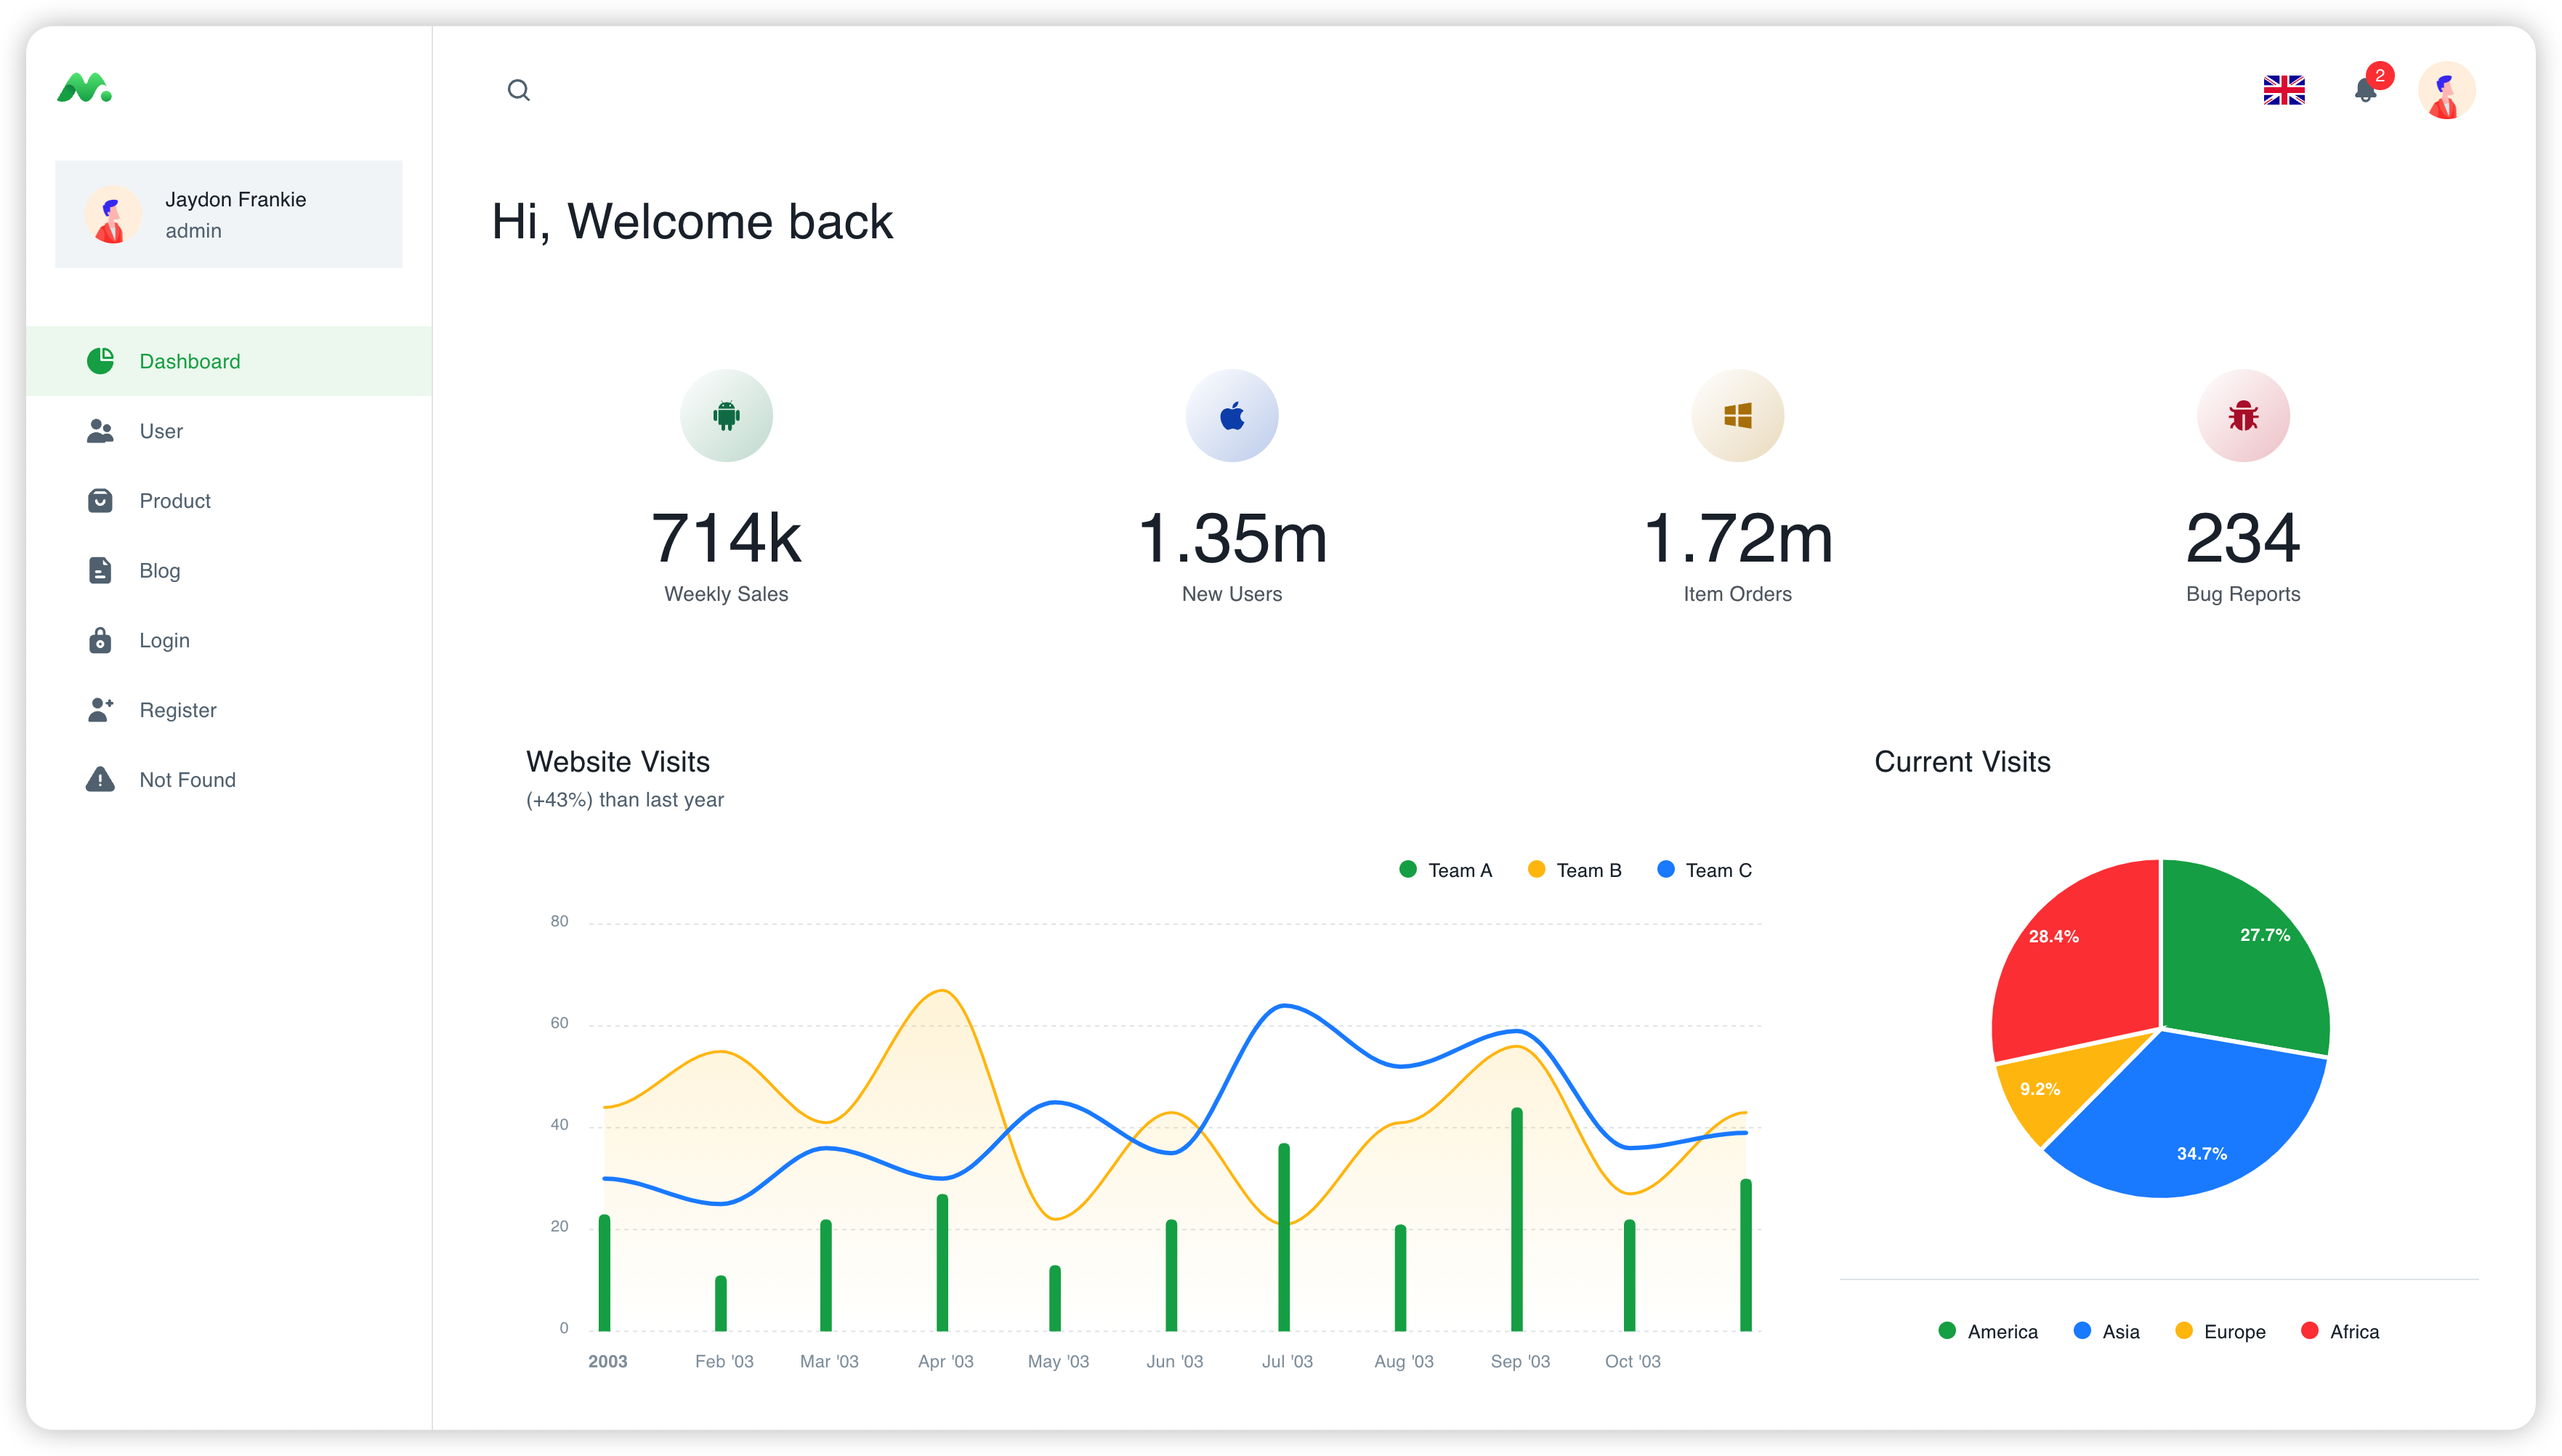 2
Jaydon Frankie
admin
Hi, Welcome back
Dashboard
User
Product
Blog
Login
Register
Not Found
714k
Weekly Sales
1.35m
New Users
1.72m
Item Orders
234
Bug Reports
Website Visits
(+43%) than last year
Team A Team B Team C
80
60
40
20
0
2003 Feb '03 Mar '03 Apr '03 May '03 Jun '03 Jul '03 Aug '03 Sep '03 Oct '03
Current Visits
28.4%
27.7%
9.2%
34.7%
America Asia Europe Africa